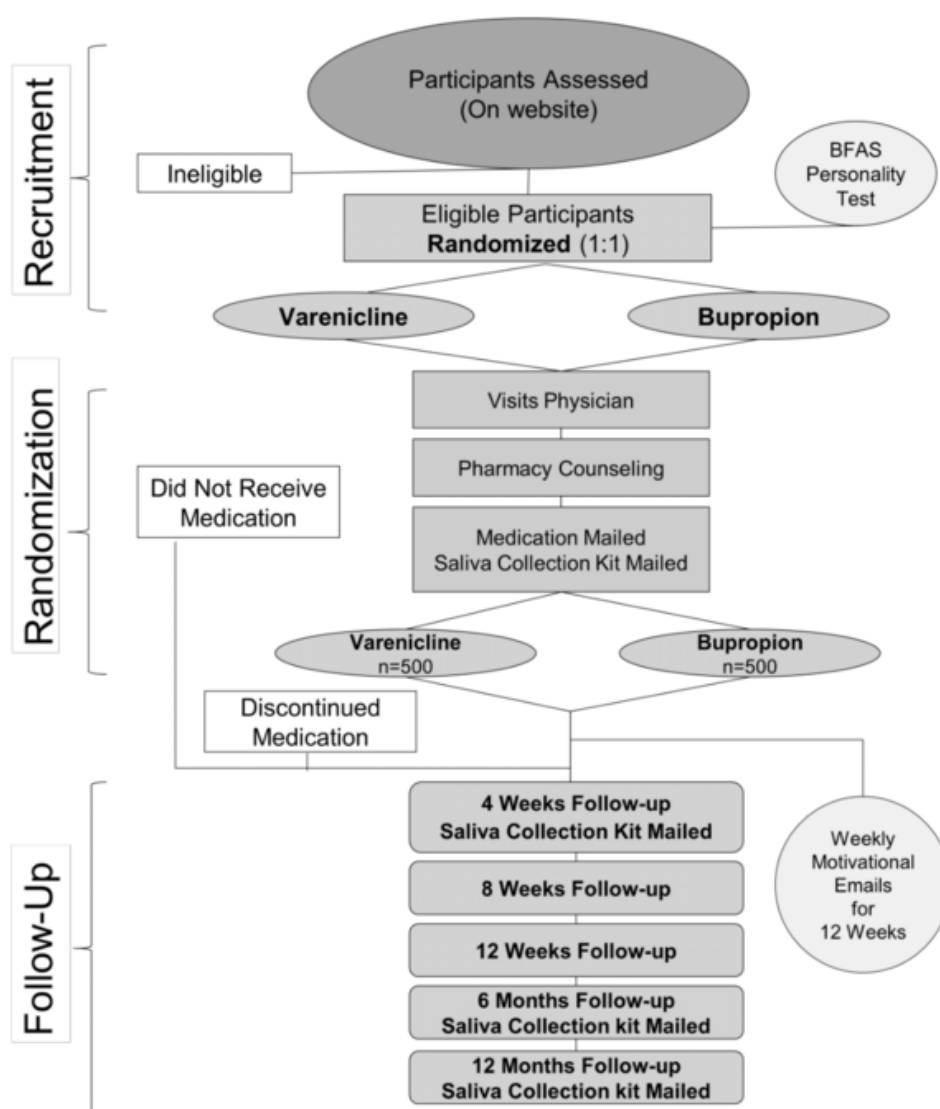 Recruitment
Participants Assessed
(On website)
Ineligible
BFAS
Personality
Test
Eligible Participants
Randomized (1:1)
Varenicline
Bupropion
Randomization
Visits Physician
Pharmacy Counseling
Did Not Receive
Medication
Medication Mailed
Saliva Collection Kit Mailed
Varenicline
n=500
Bupropion
n=500
Discontinued
Medication
Follow-Up
4 Weeks Follow-up
Saliva Collection Kit Mailed
8 Weeks Follow-up
12 Weeks Follow-up
6 Months Follow-up
Saliva Collection kit Mailed
12 Months Follow-up
Saliva Collection kit Mailed
Weekly
Motivational
Emails
for
12 Weeks